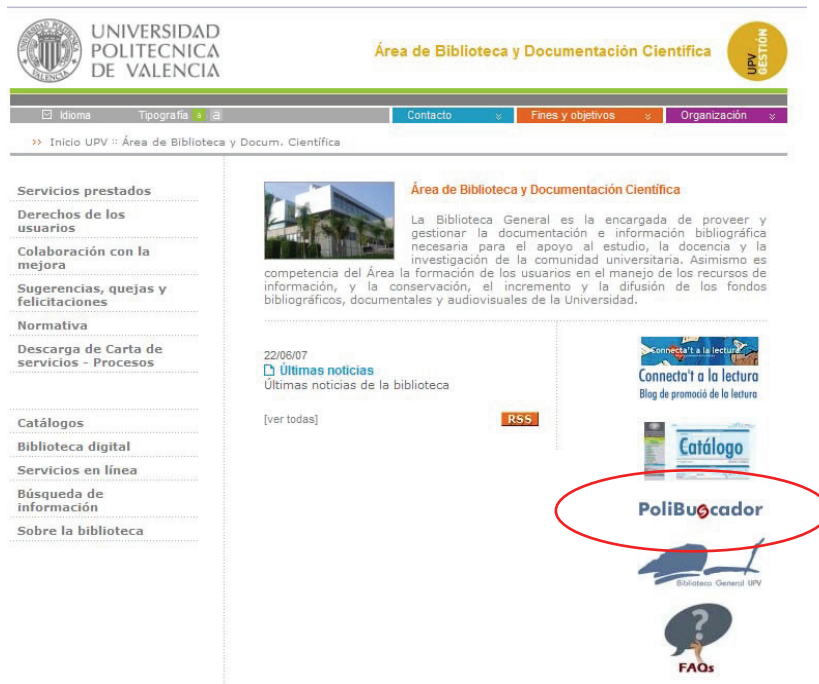 UNIVERSIDAD
POLITECNICA
DE VALENCIA
Área de Biblioteca y Documentación Científica
UPV
GESTIÓN
Idioma Tipografía a a Contacto Fines y objetivos Organización
>> Inicio UPV :: Área de Biblioteca y Docum. Científica
Servicios prestados
Derechos de los
usuarios
Colaboración con la
mejora
Sugerencias, quejas y
felicitaciones
Normativa
Descarga de Carta de
servicios - Procesos
Catálogos
Biblioteca digital
Servicios en línea
Búsqueda de
información
Sobre la biblioteca
Área de Biblioteca y Documentación Científica
La Biblioteca General es la encargada de proveer y
gestionar la documentación e información bibliográfica
necesaria para el apoyo al estudio, la docencia y la
investigación de la comunidad universitaria. Asimismo es
competencia del Área la formación de los usuarios en el manejo de los recursos de
información, y la conservación, el incremento y la difusión de los fondos
bibliográficos, documentales y audiovisuales de la Universidad.
22/06/07
Últimas noticias
Últimas noticias de la biblioteca
[ver todas] RSS
Connecta't a la lectura
Connecta't a la lectura
Blog de promoció de la lectura
Catálogo
PoliBuscador
Biblioteca General UPV
?
FAQs